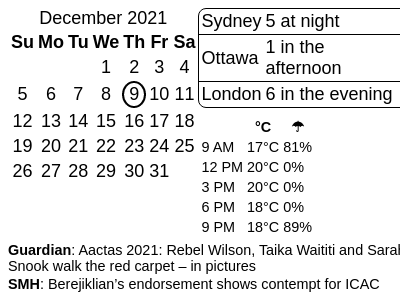 December 2021
Su Mo Tu We Th Fr Sa
1 2 3 4
5 6 7 8 9 10 11
12 13 14 15 16 17 18
19 20 21 22 23 24 25
26 27 28 29 30 31
Sydney 5 at night
Ottawa 1 in the afternoon
London 6 in the evening
°C ☂
9 AM 17°C 81%
12 PM 20°C 0%
3 PM 20°C 0%
6 PM 18°C 0%
9 PM 18°C 89%
Guardian: Aactas 2021: Rebel Wilson, Taika Waititi and Sarah
Snook walk the red carpet – in pictures
SMH: Berejiklian's endorsement shows contempt for ICAC